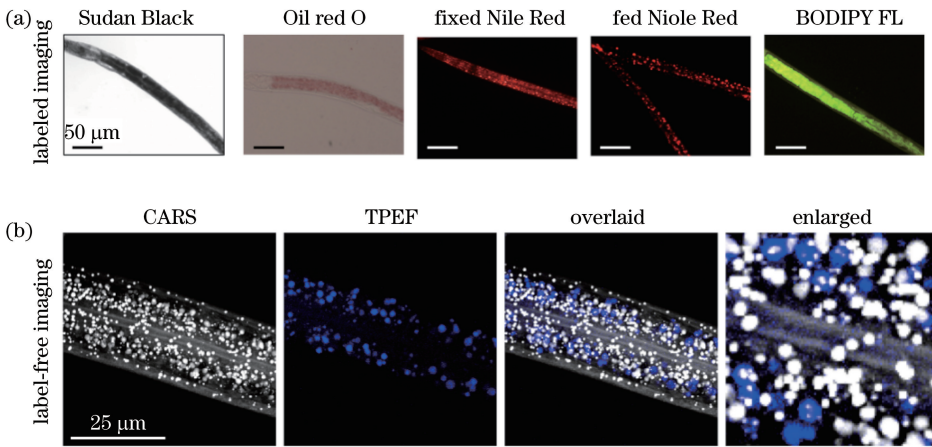 (a)
labeled imaging
Sudan Black
Oil red O
fixed Nile Red
fed Niole Red
BODIPY FL
50 μm
(b)
label-free imaging
CARS
TPEF
overlaid
enlarged
25 μm